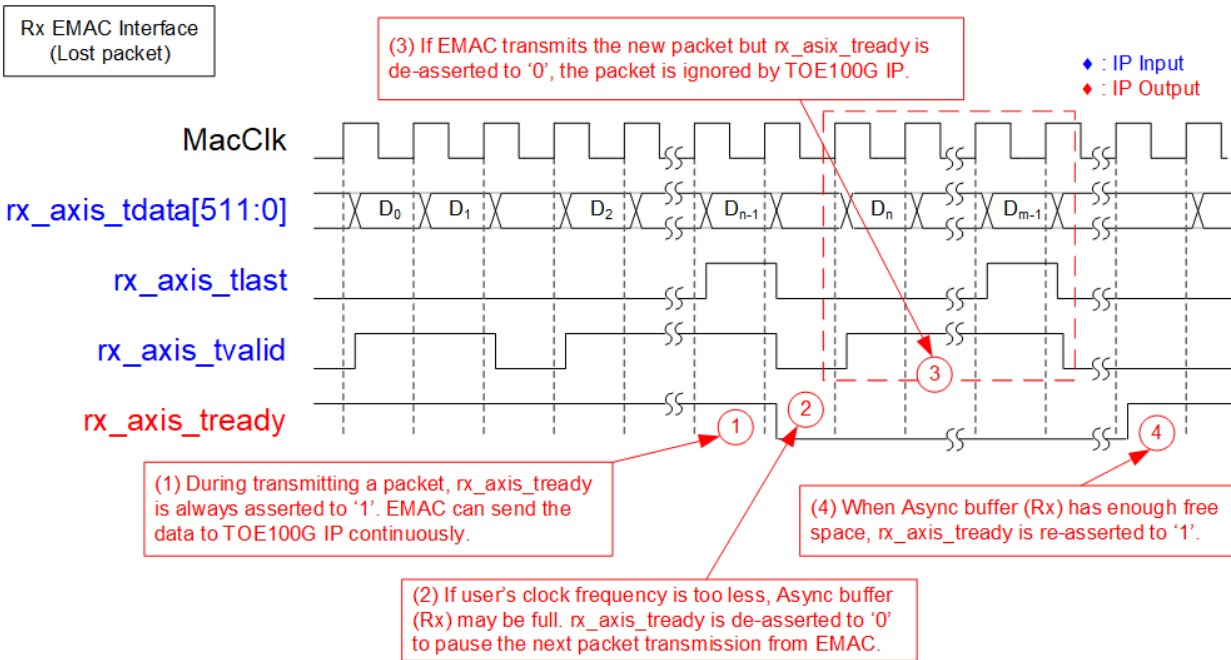 Rx EMAC Interface
(Lost packet)
(3) If EMAC transmits the new packet but rx_asix_tready is
de-asserted to ‘0’, the packet is ignored by TOE100G IP.
♦ : IP Input
♦ : IP Output
MacClk
rx_axis_tdata[511:0]
D0
D1
D2
Dn-1
Dn
Dm-1
rx_axis_tlast
rx_axis_tvalid
3
rx_axis_tready
1
2
4
(1) During transmitting a packet, rx_axis_tready
is always asserted to ‘1’. EMAC can send the
data to TOE100G IP continuously.
(4) When Async buffer (Rx) has enough free
space, rx_axis_tready is re-asserted to ‘1’.
(2) If user’s clock frequency is too less, Async buffer
(Rx) may be full. rx_axis_tready is de-asserted to ‘0’
to pause the next packet transmission from EMAC.